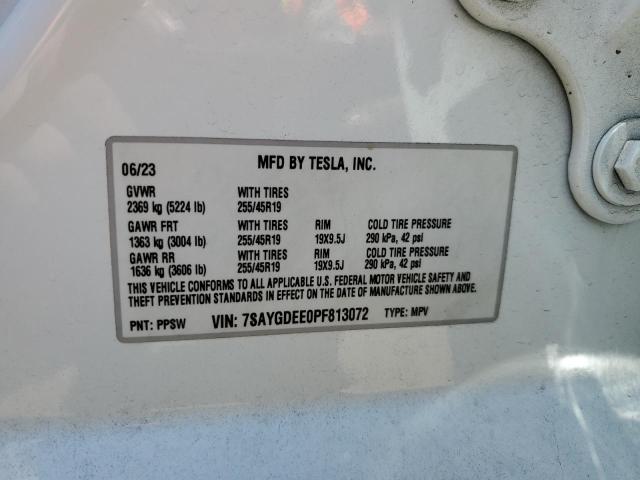 06/23 MFD BY TESLA, INC.
GVWR WITH TIRES
2369 kg (5224 lb) 255/45R19
GAWR FRT WITH TIRES RIM COLD TIRE PRESSURE
1363 kg (3004 lb) 255/45R19 19X9.5J 290 kPa, 42 psi
GAWR RR WITH TIRES RIM COLD TIRE PRESSURE
1636 kg (3606 lb) 255/45R19 19X9.5J 290 kPa, 42 psi
THIS VEHICLE CONFORMS TO ALL APPLICABLE U.S. FEDERAL MOTOR VEHICLE SAFETY AND
THEFT PREVENTION STANDARDS IN EFFECT ON THE DATE OF MANUFACTURE SHOWN ABOVE.
PNT: PPSW VIN: 7SAYGDEE0PF813072 TYPE: MPV